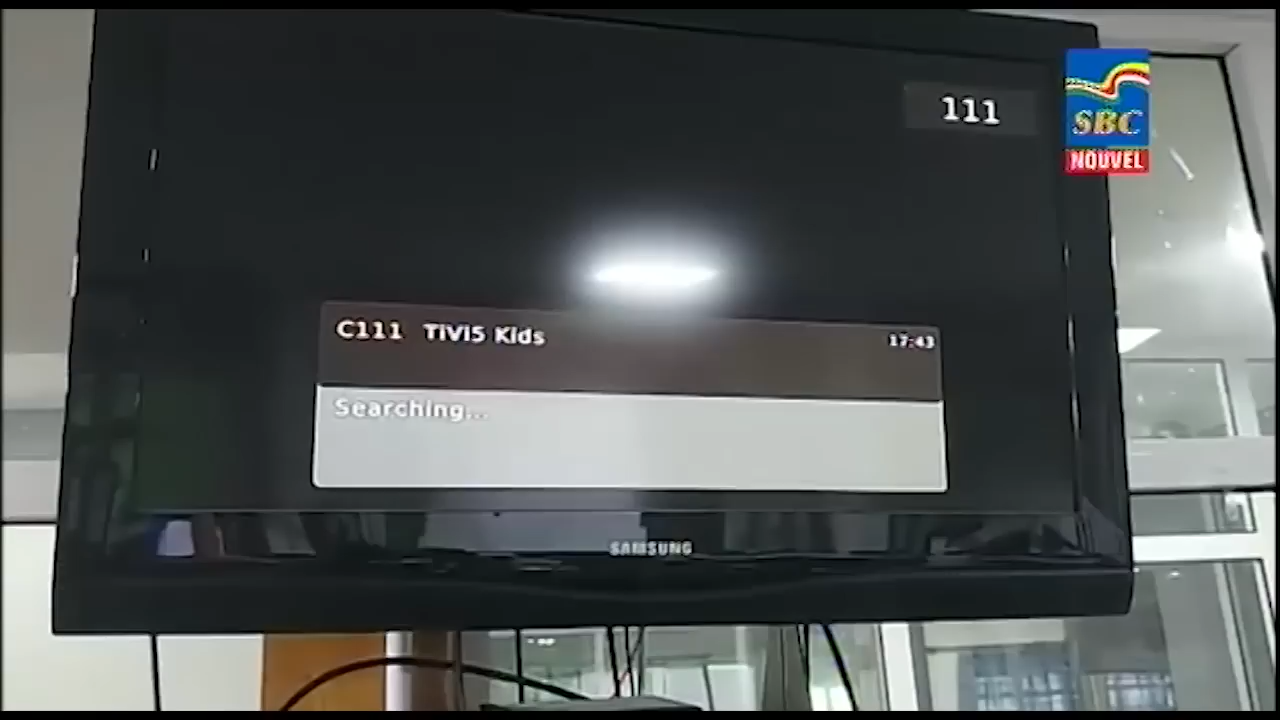 111
SBC
NOUVEL
C111 TiVi5 Kids
17:43
Searching...
SAMSUNG